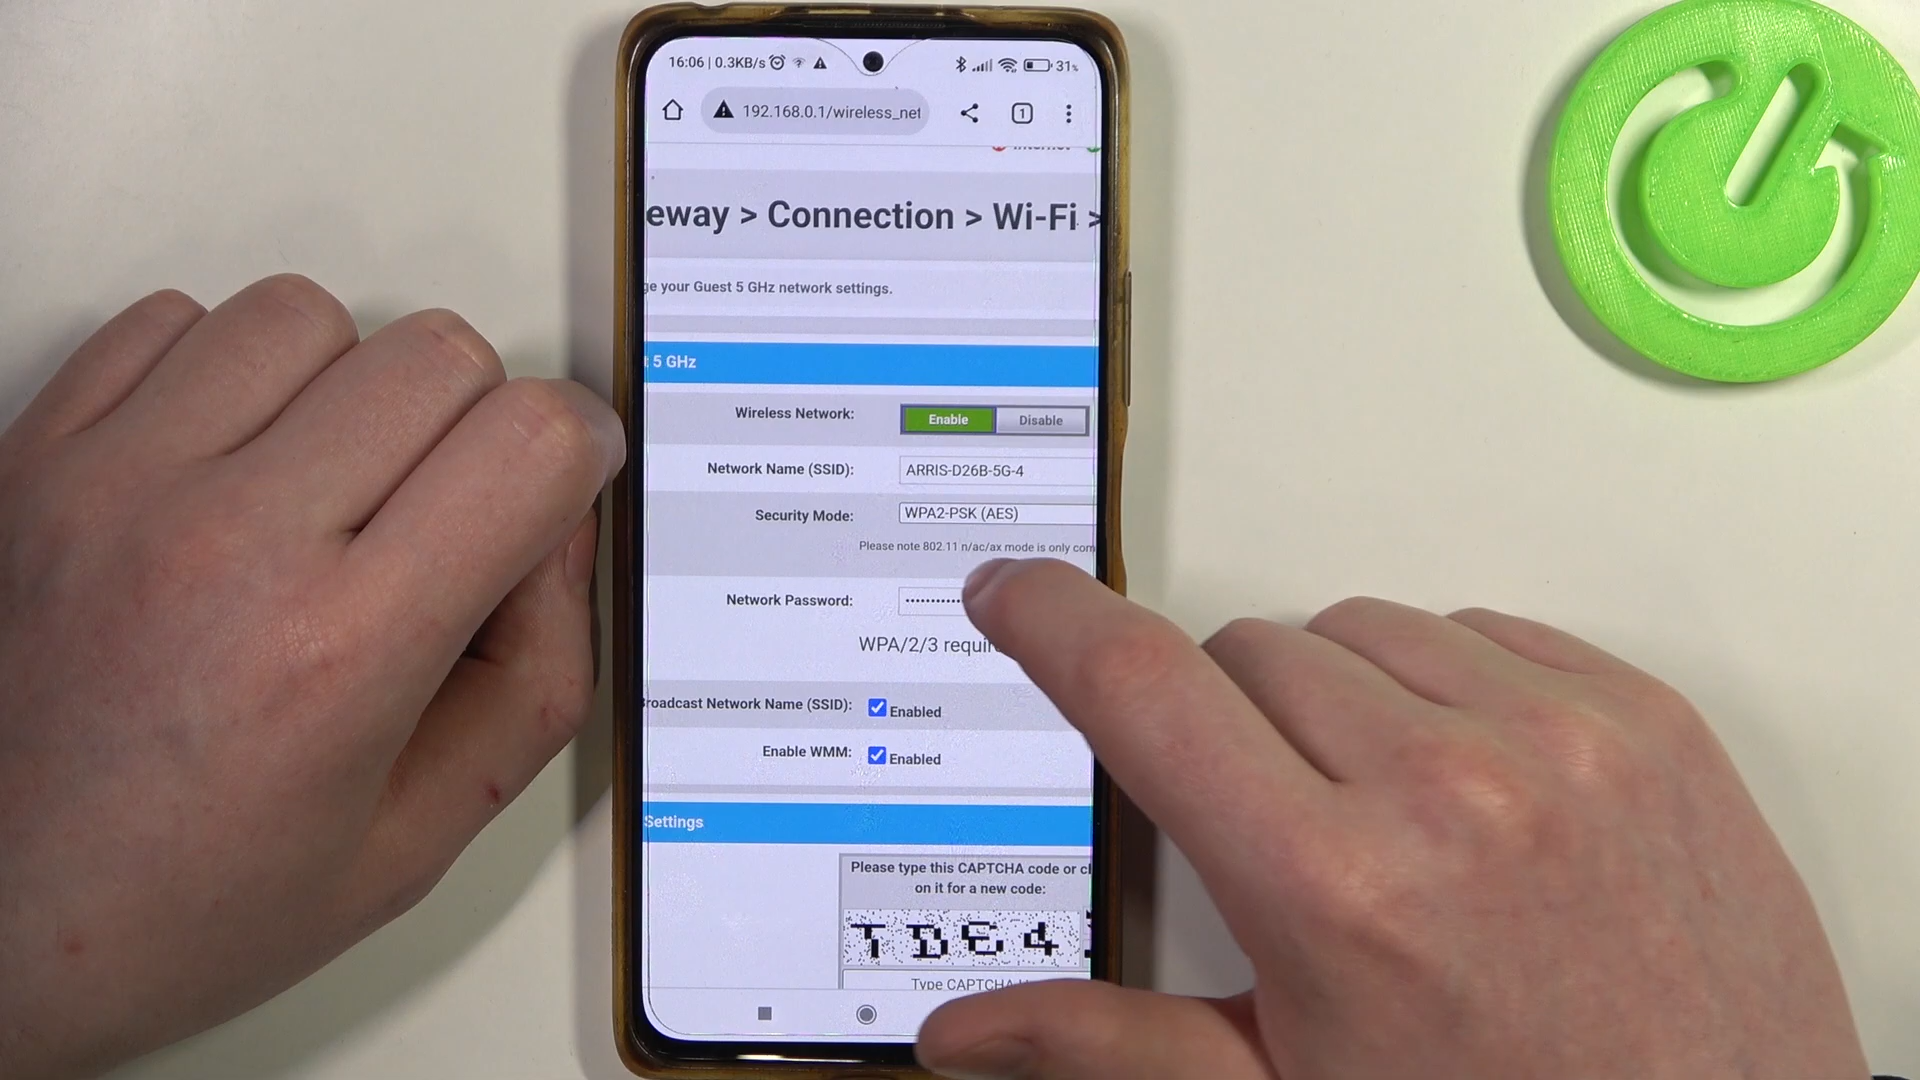 16:06 | 0.3KB/s 31%
192.168.0.1/wireless_net 1
eway > Connection > Wi-Fi >
ge your Guest 5 GHz network settings.
5 GHz
Wireless Network: Enable Disable
Network Name (SSID): ARRIS-D26B-5G-4
Security Mode: WPA2-PSK (AES)
Please note 802.11 n/ac/ax mode is only com
Network Password: ••••••••••••
WPA/2/3 requir
Broadcast Network Name (SSID): Enabled
Enable WMM: Enabled
Settings
Please type this CAPTCHA code or cl
on it for a new code:
TDE4
Type CAPTCHA